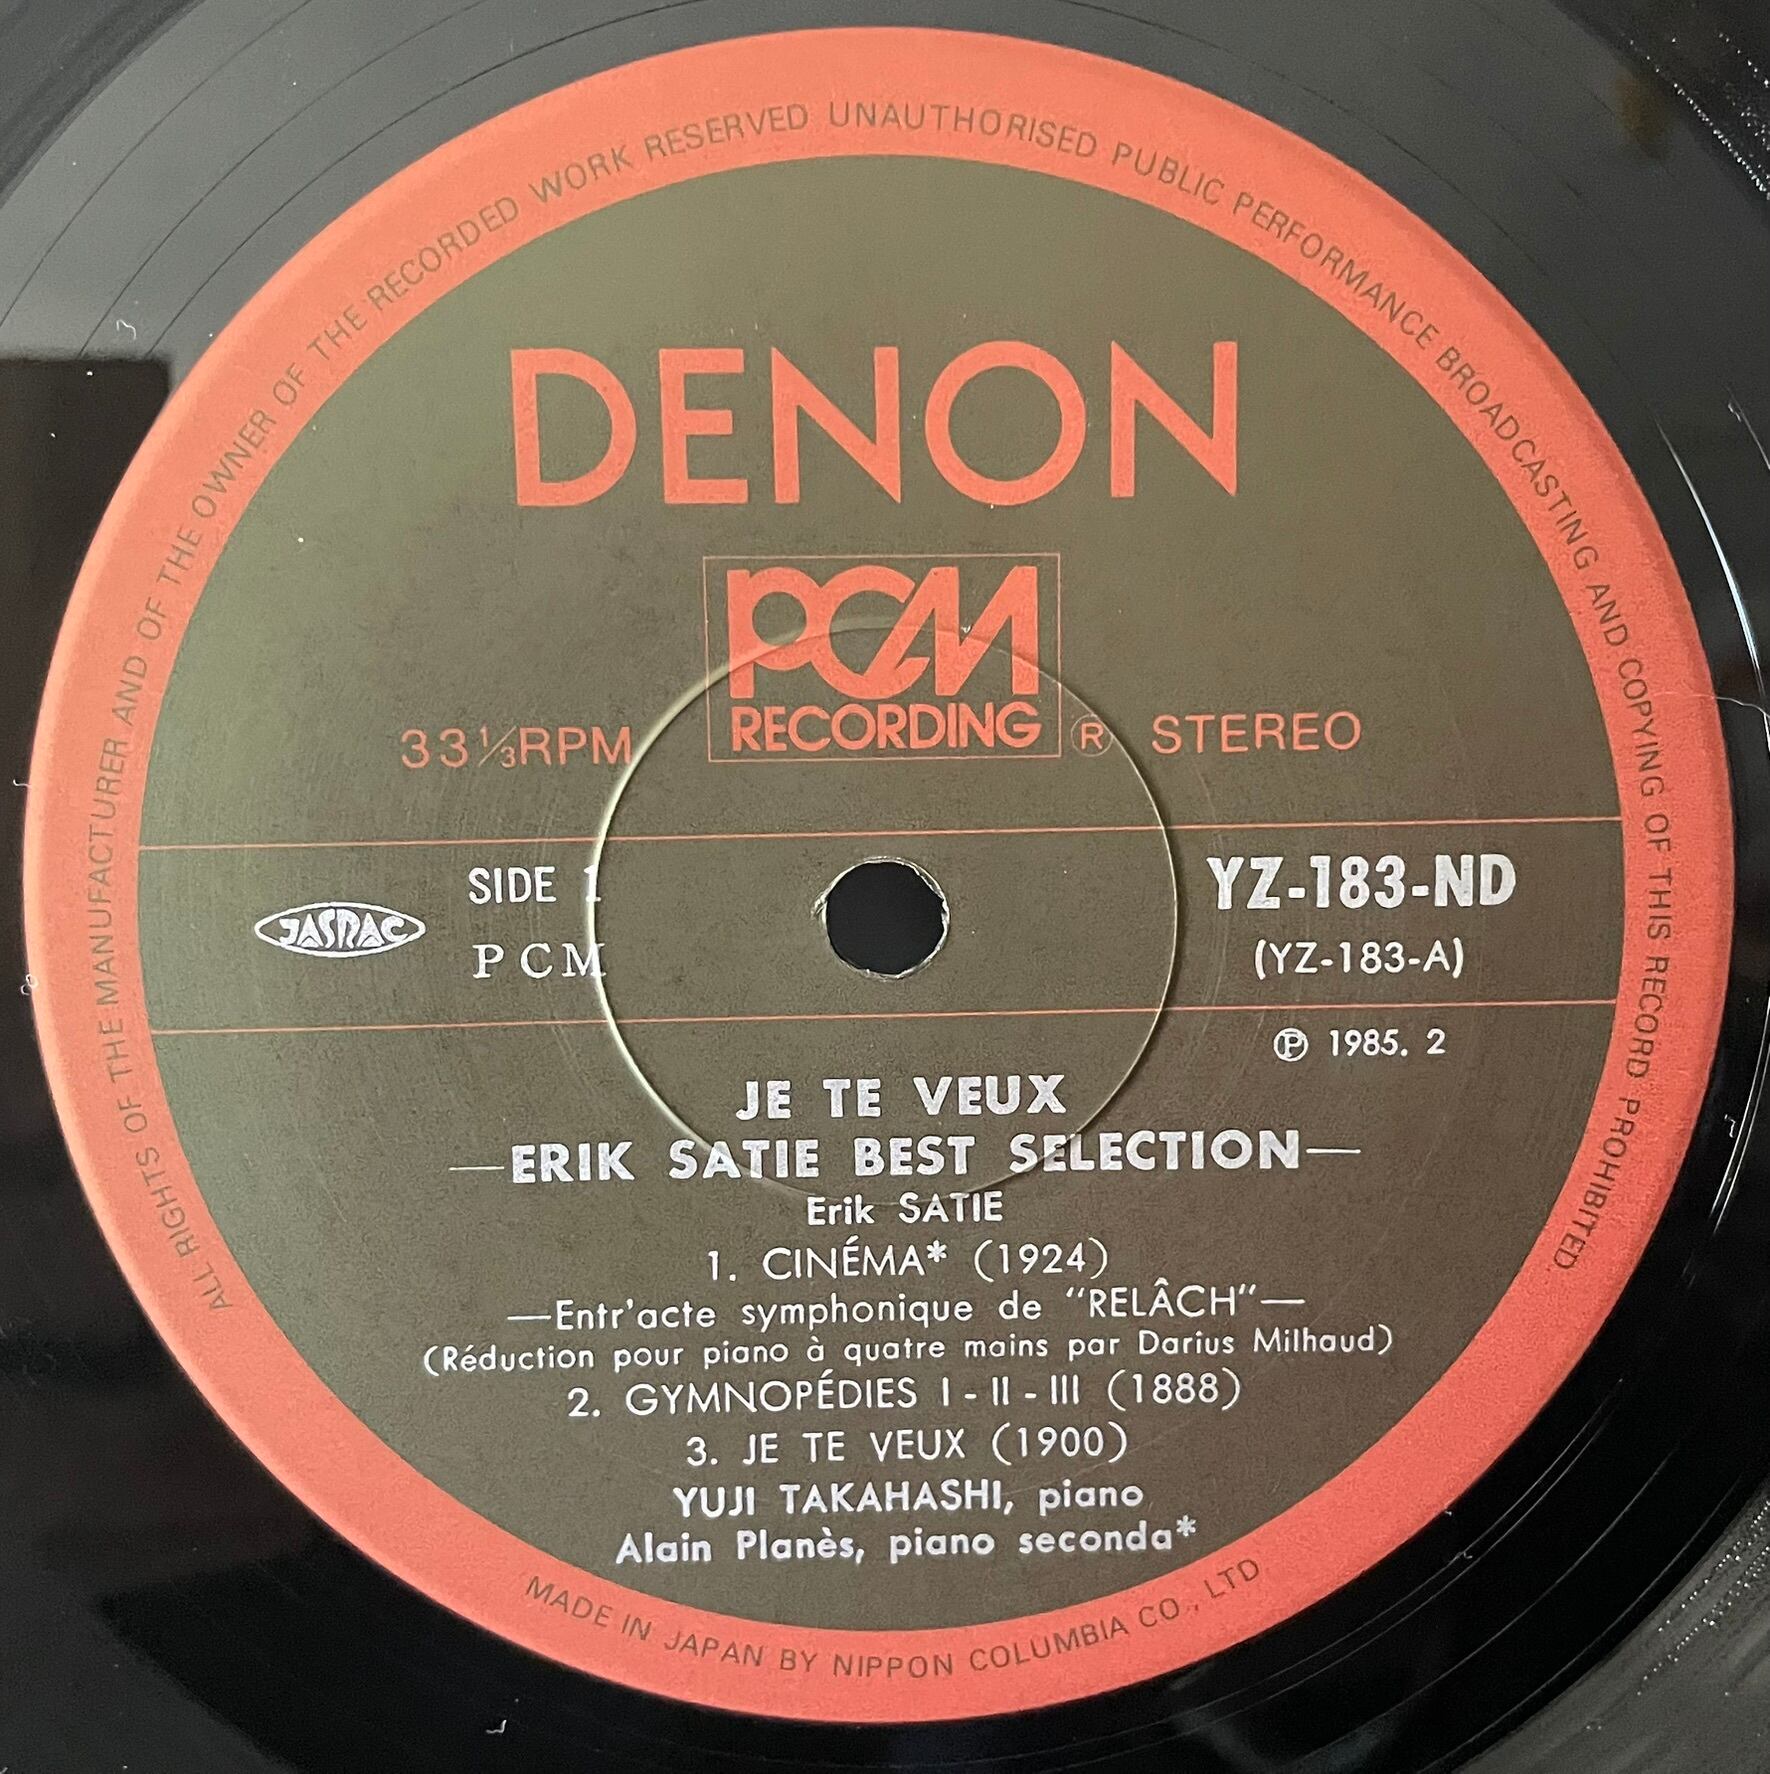 ALL RIGHTS OF THE MANUFACTURER AND OF THE OWNER OF THE RECORDED WORK RESERVED UNAUTHORISED PUBLIC PERFORMANCE BROADCASTING AND COPYING OF THIS RECORD PROHIBITED
DENON
PCM
RECORDING
33⅓RPM ® STEREO
SIDE 1 YZ-183-ND
JASRAC
PCM (YZ-183-A)
℗ 1985. 2
JE TE VEUX
—ERIK SATIE BEST SELECTION—
Erik SATIE
1. CINÉMA* (1924)
—Entr'acte symphonique de "RELÂCH"—
(Réduction pour piano à quatre mains par Darius Milhaud)
2. GYMNOPÉDIES I - II - III (1888)
3. JE TE VEUX (1900)
YUJI TAKAHASHI, piano
Alain Planès, piano seconda*
MADE IN JAPAN BY NIPPON COLUMBIA CO., LTD